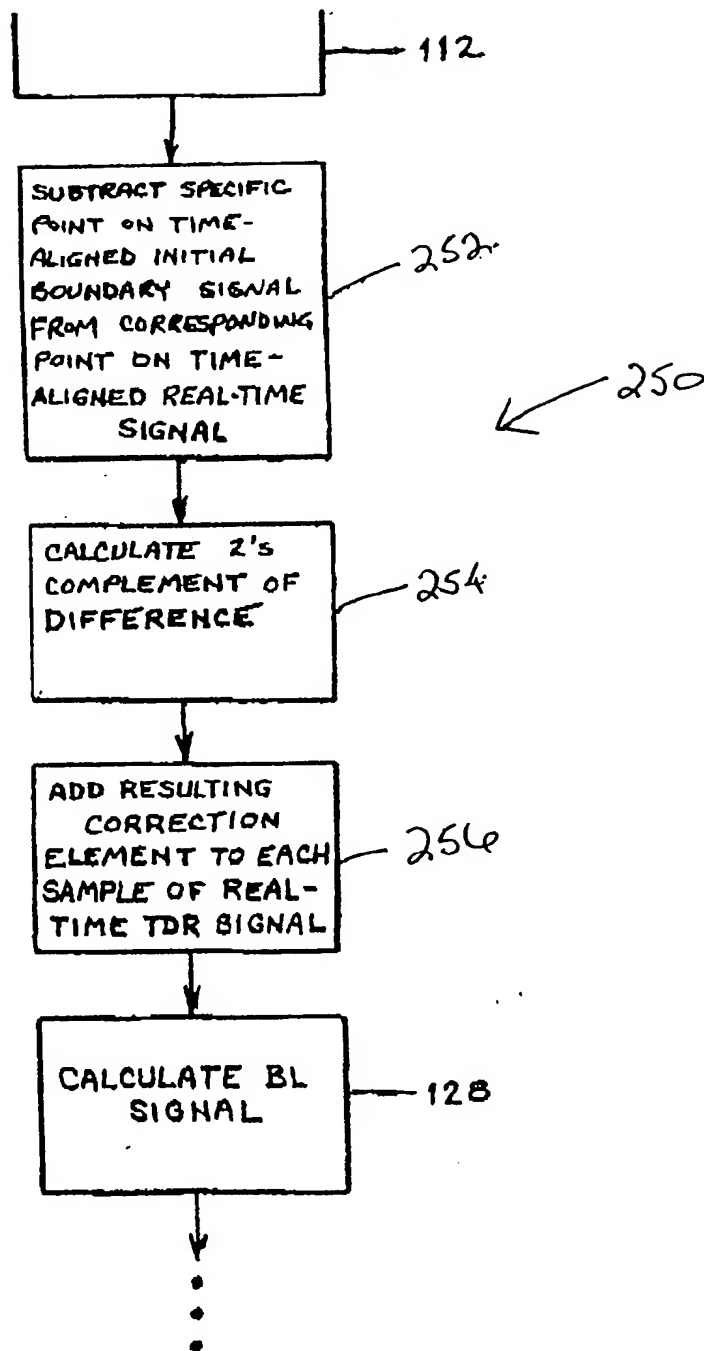 112
SUBTRACT SPECIFIC
POINT ON TIME-
ALIGNED INITIAL
BOUNDARY SIGNAL
FROM CORRESPONDING
POINT ON TIME-
ALIGNED REAL-TIME
SIGNAL
252
250
CALCULATE 2's
COMPLEMENT OF
DIFFERENCE
254
ADD RESULTING
CORRECTION
ELEMENT TO EACH
SAMPLE OF REAL-
TIME TDR SIGNAL
256
CALCULATE BL
SIGNAL
128